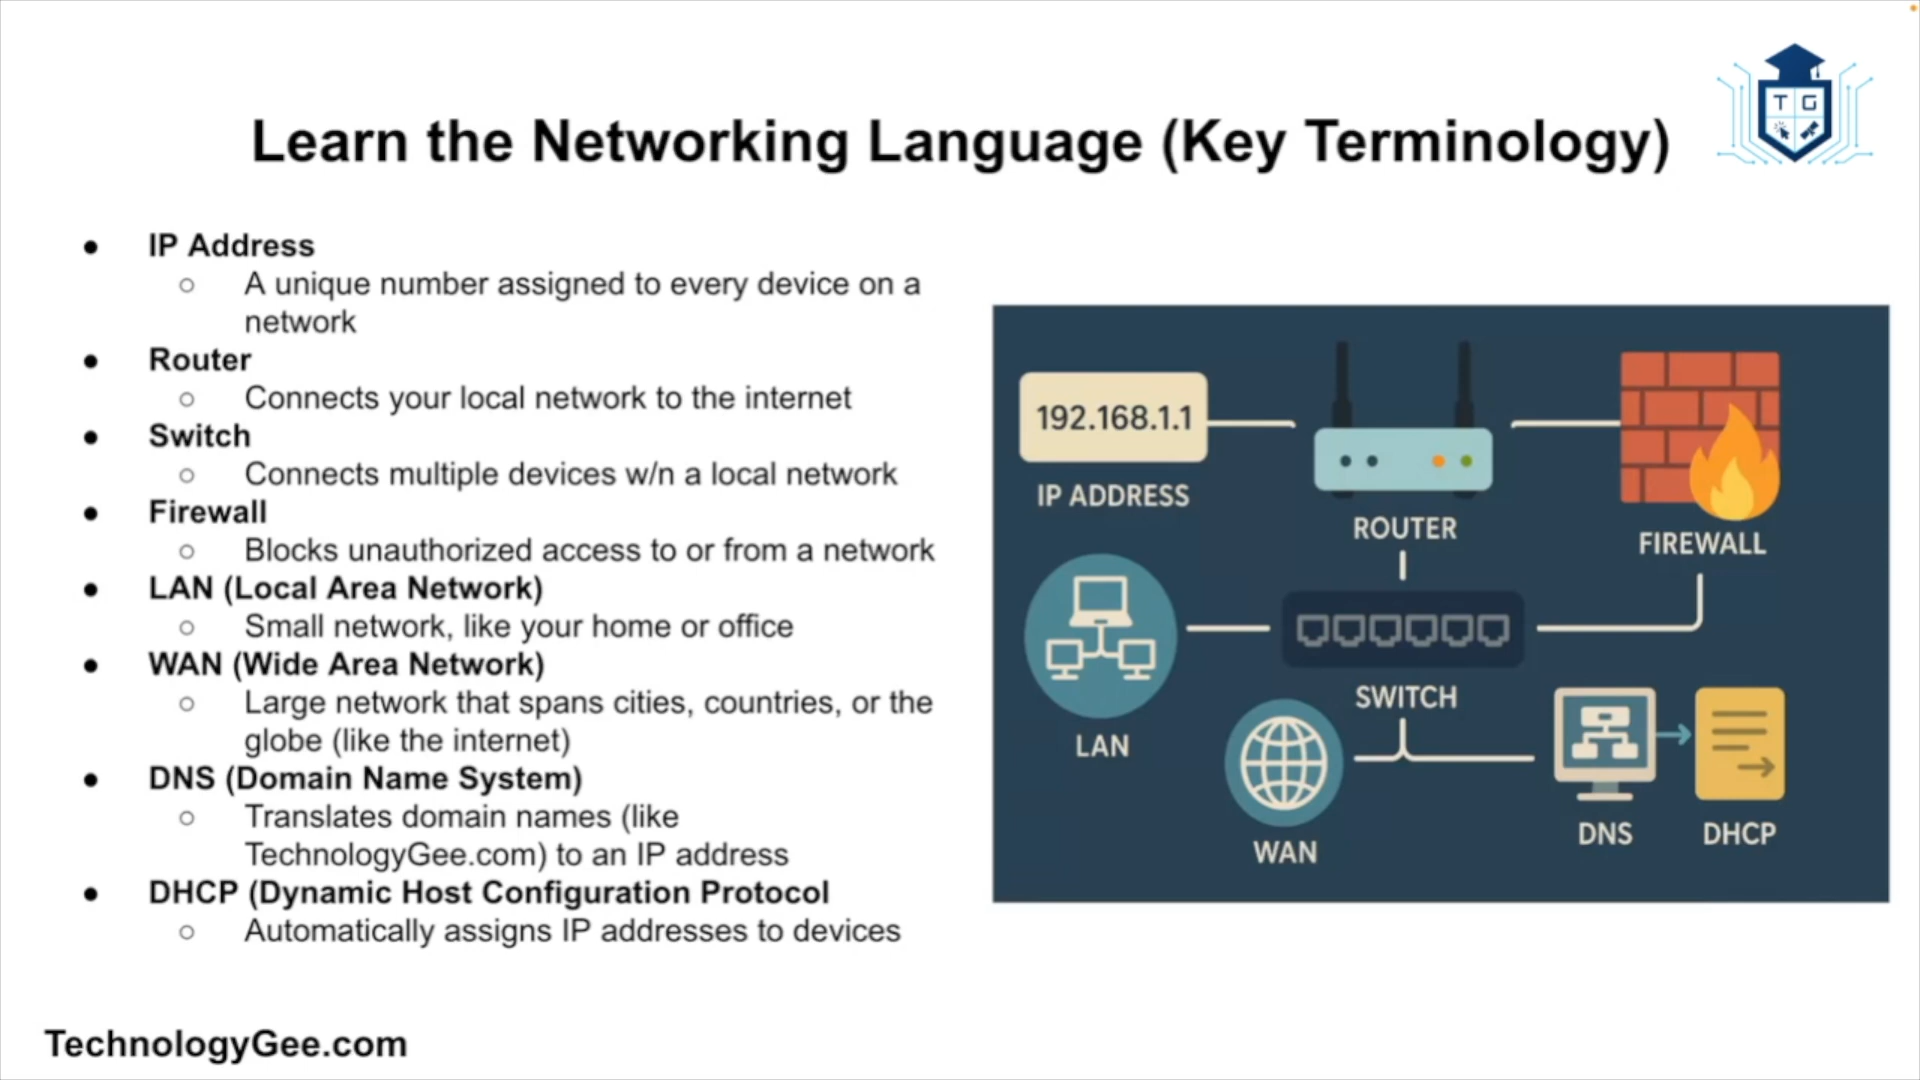 Learn the Networking Language (Key Terminology)
T G
● IP Address
○ A unique number assigned to every device on a
network
● Router
○ Connects your local network to the internet
● Switch
○ Connects multiple devices w/n a local network
● Firewall
○ Blocks unauthorized access to or from a network
● LAN (Local Area Network)
○ Small network, like your home or office
● WAN (Wide Area Network)
○ Large network that spans cities, countries, or the
globe (like the internet)
● DNS (Domain Name System)
○ Translates domain names (like
TechnologyGee.com) to an IP address
● DHCP (Dynamic Host Configuration Protocol
○ Automatically assigns IP addresses to devices
192.168.1.1
IP ADDRESS
ROUTER
FIREWALL
LAN
SWITCH
WAN
DNS
DHCP
TechnologyGee.com